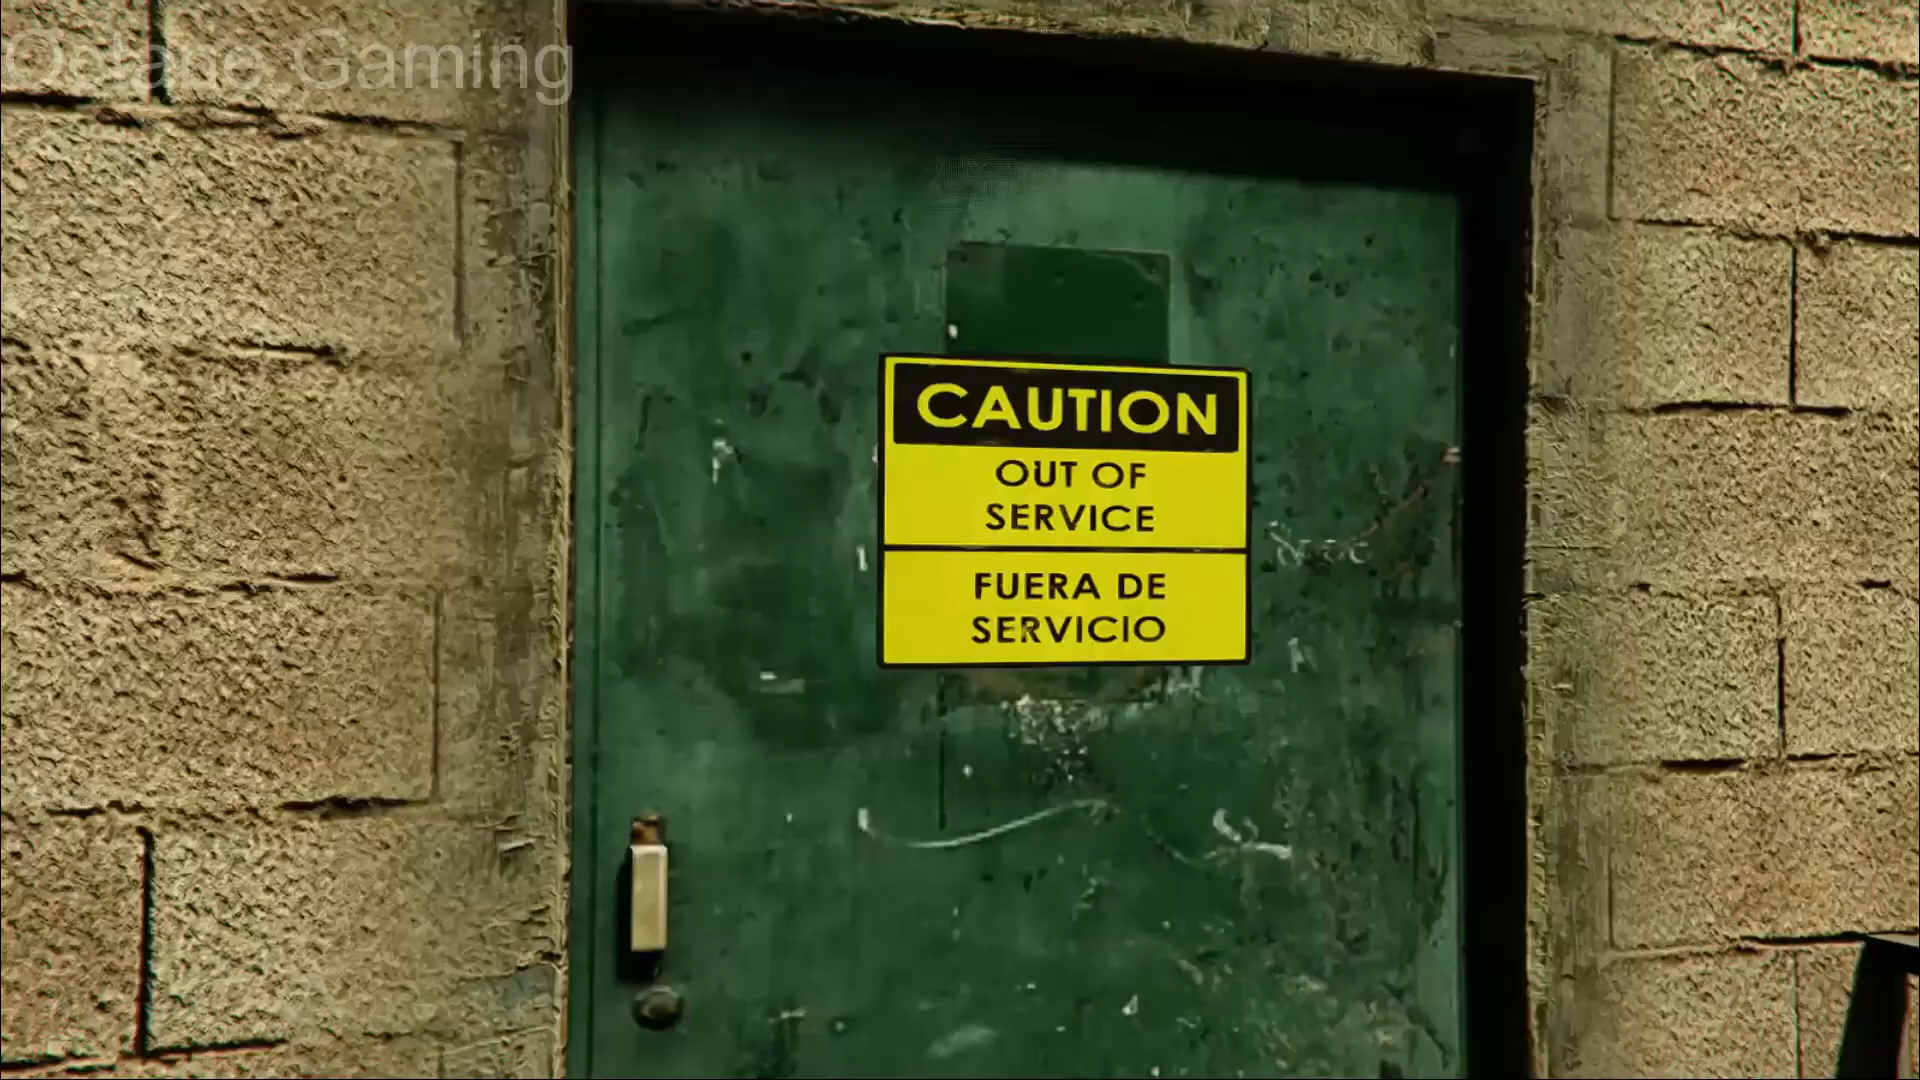 Octane Gaming
CAUTION
OUT OF
SERVICE
FUERA DE
SERVICIO